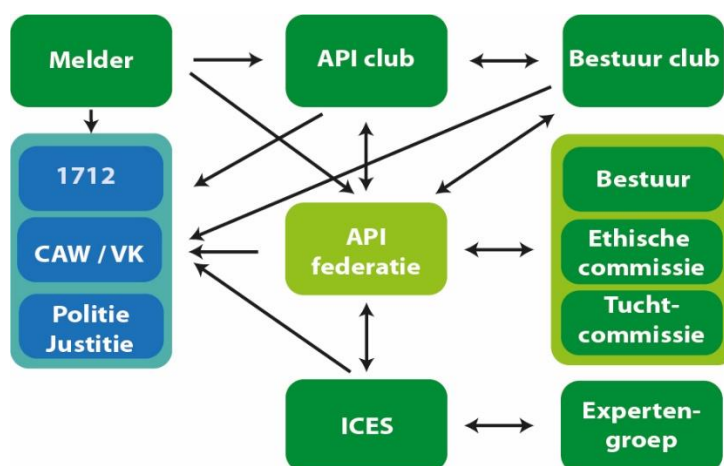 Melder
API club
Bestuur club
1712
CAW / VK
Politie
Justitie
API
federatie
Bestuur
Ethische
commissie
Tucht-
commissie
ICES
Experten-
groep